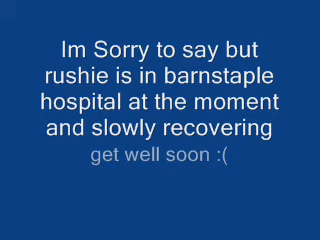 Im Sorry to say but
rushie is in barnstaple
hospital at the moment
and slowly recovering
get well soon :(